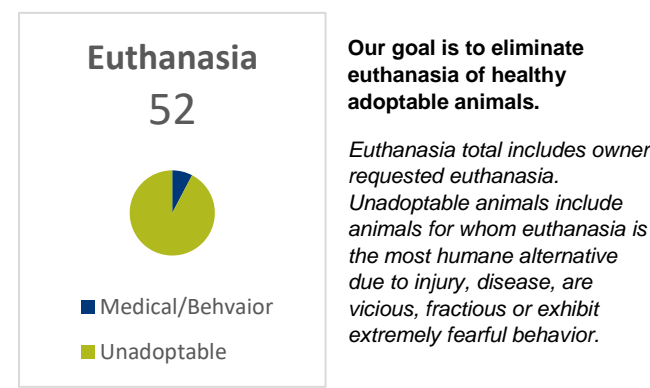 Euthanasia
52
Medical/Behvaior
Unadoptable
Our goal is to eliminate
euthanasia of healthy
adoptable animals.
Euthanasia total includes owner
requested euthanasia.
Unadoptable animals include
animals for whom euthanasia is
the most humane alternative
due to injury, disease, are
vicious, fractious or exhibit
extremely fearful behavior.